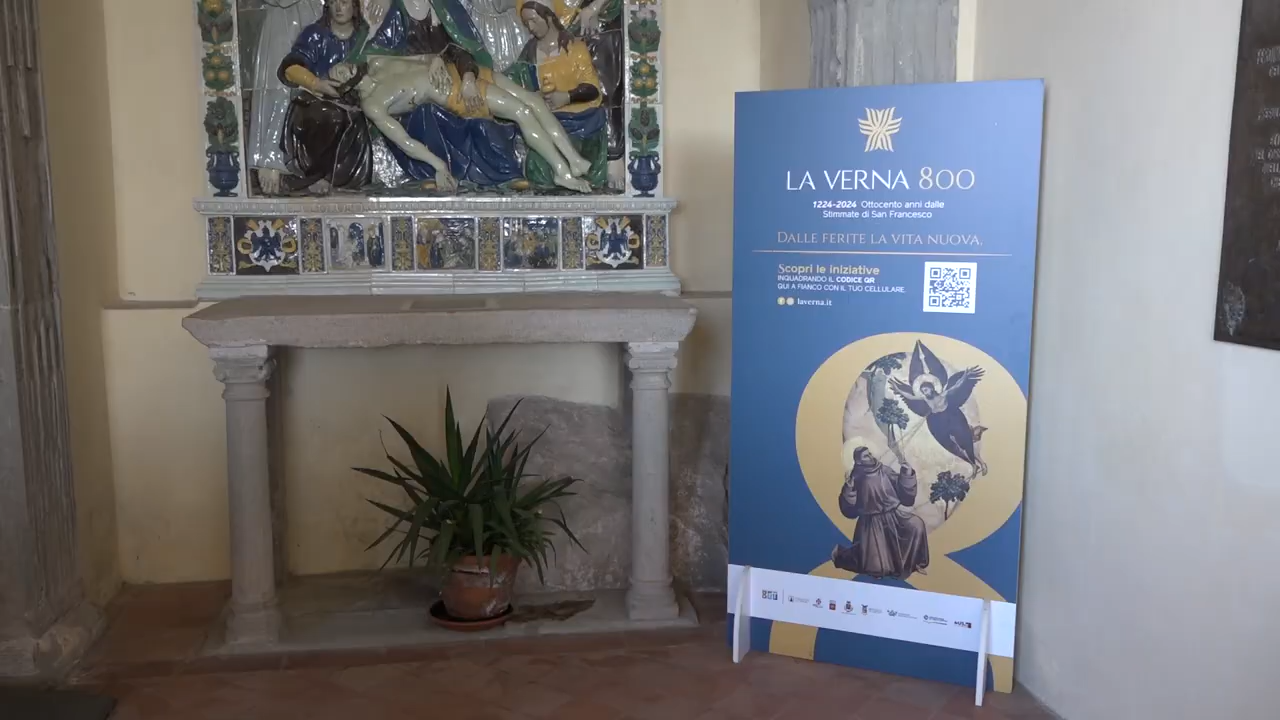 LA VERNA 800
1224-2024 Ottocento anni dalle
Stimmate di San Francesco
DALLE FERITE LA VITA NUOVA.
Scopri le iniziative
INQUADRANDO IL CODICE QR
QUI A FIANCO CON IL TUO CELLULARE.
laverna.it